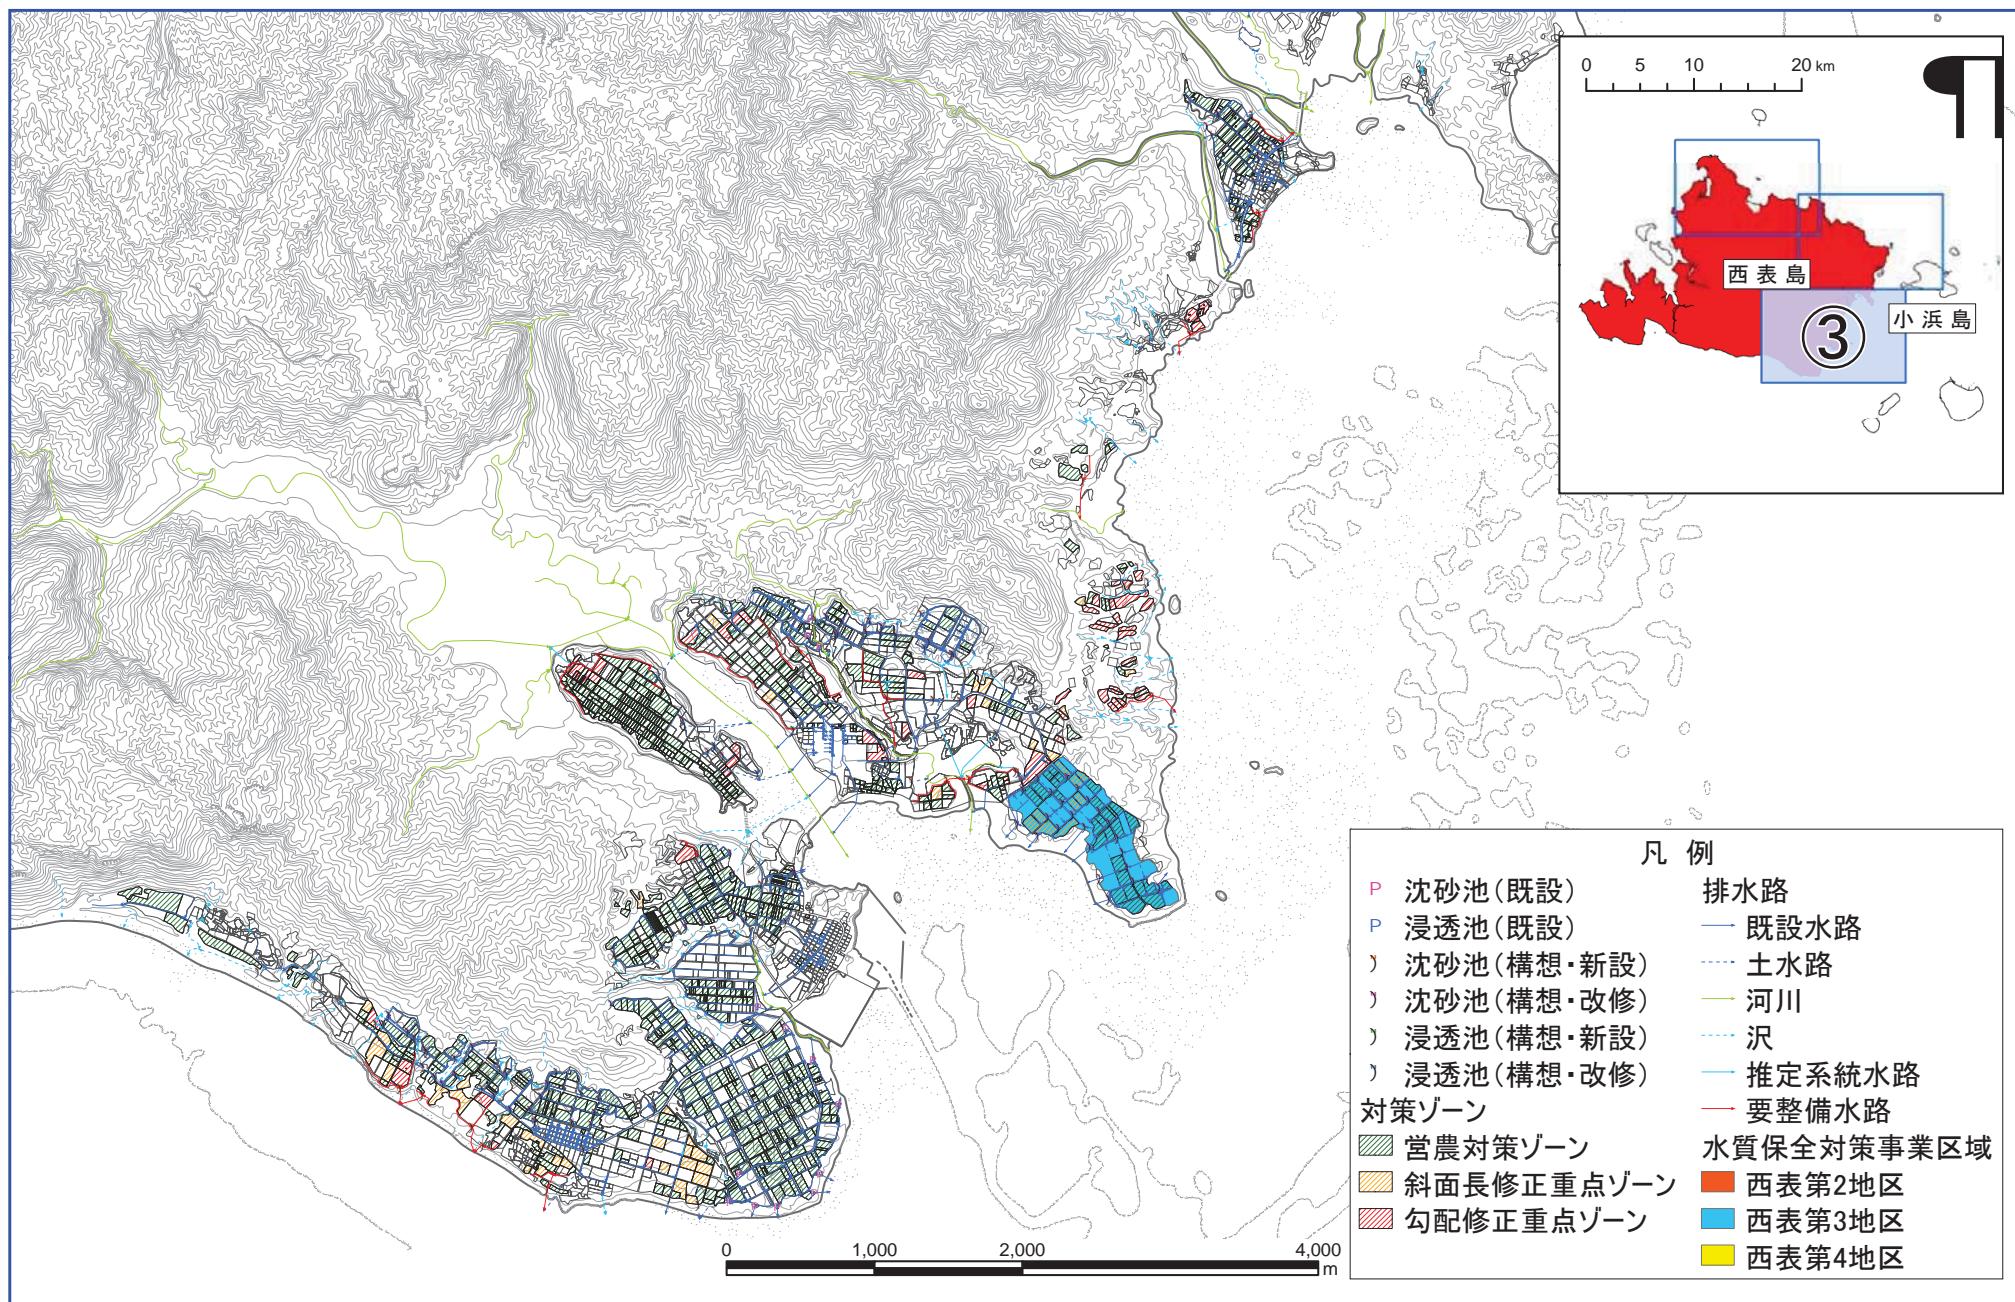 0 5 10 20 km
西表島
小浜島
③
凡 例
P 沈砂池(既設)
P 浸透池(既設)
沈砂池(構想・新設)
沈砂池(構想・改修)
浸透池(構想・新設)
浸透池(構想・改修)
対策ゾーン
営農対策ゾーン
斜面長修正重点ゾーン
勾配修正重点ゾーン
排水路
既設水路
土水路
河川
沢
推定系統水路
要整備水路
水質保全対策事業区域
西表第2地区
西表第3地区
西表第4地区
0 1,000 2,000 4,000
m